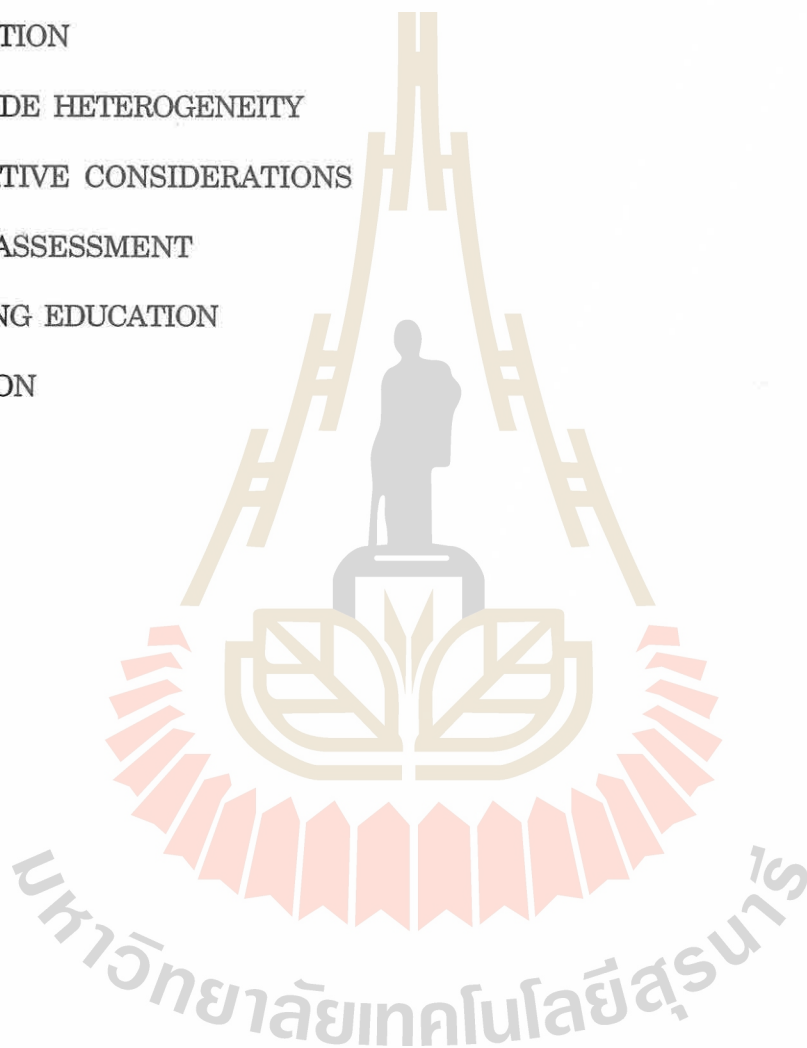 TION
DE HETEROGENEITY
TIVE CONSIDERATIONS
ASSESSMENT
NG EDUCATION
ON
มหาวิทยาลัยเทคโนโลยีสุรนารี